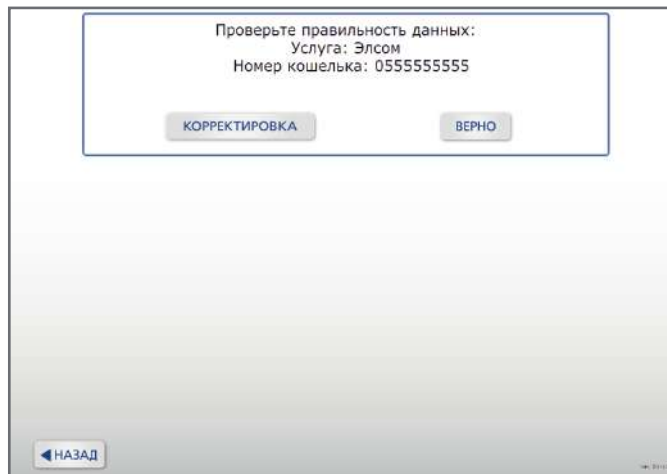 Проверьте правильность данных:
Услуга: Элсом
Номер кошелька: 0555555555
КОРРЕКТИРОВКА
ВЕРНО
НАЗАД